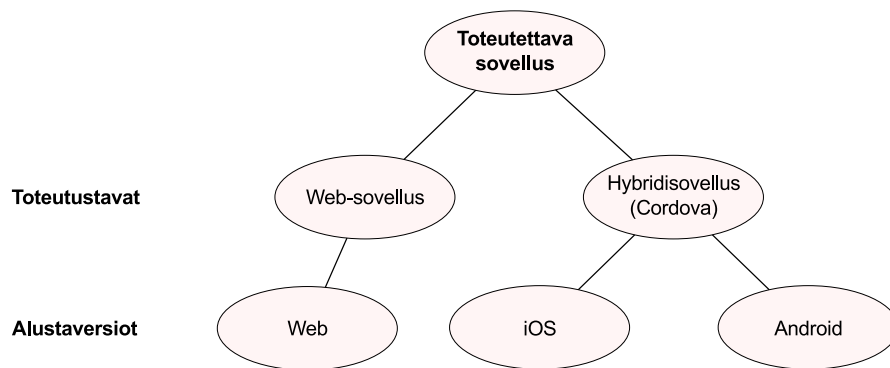 Toteutettava
sovellus
Toteutustavat
Web-sovellus
Hybridisovellus
(Cordova)
Alustaversiot
Web
iOS
Android